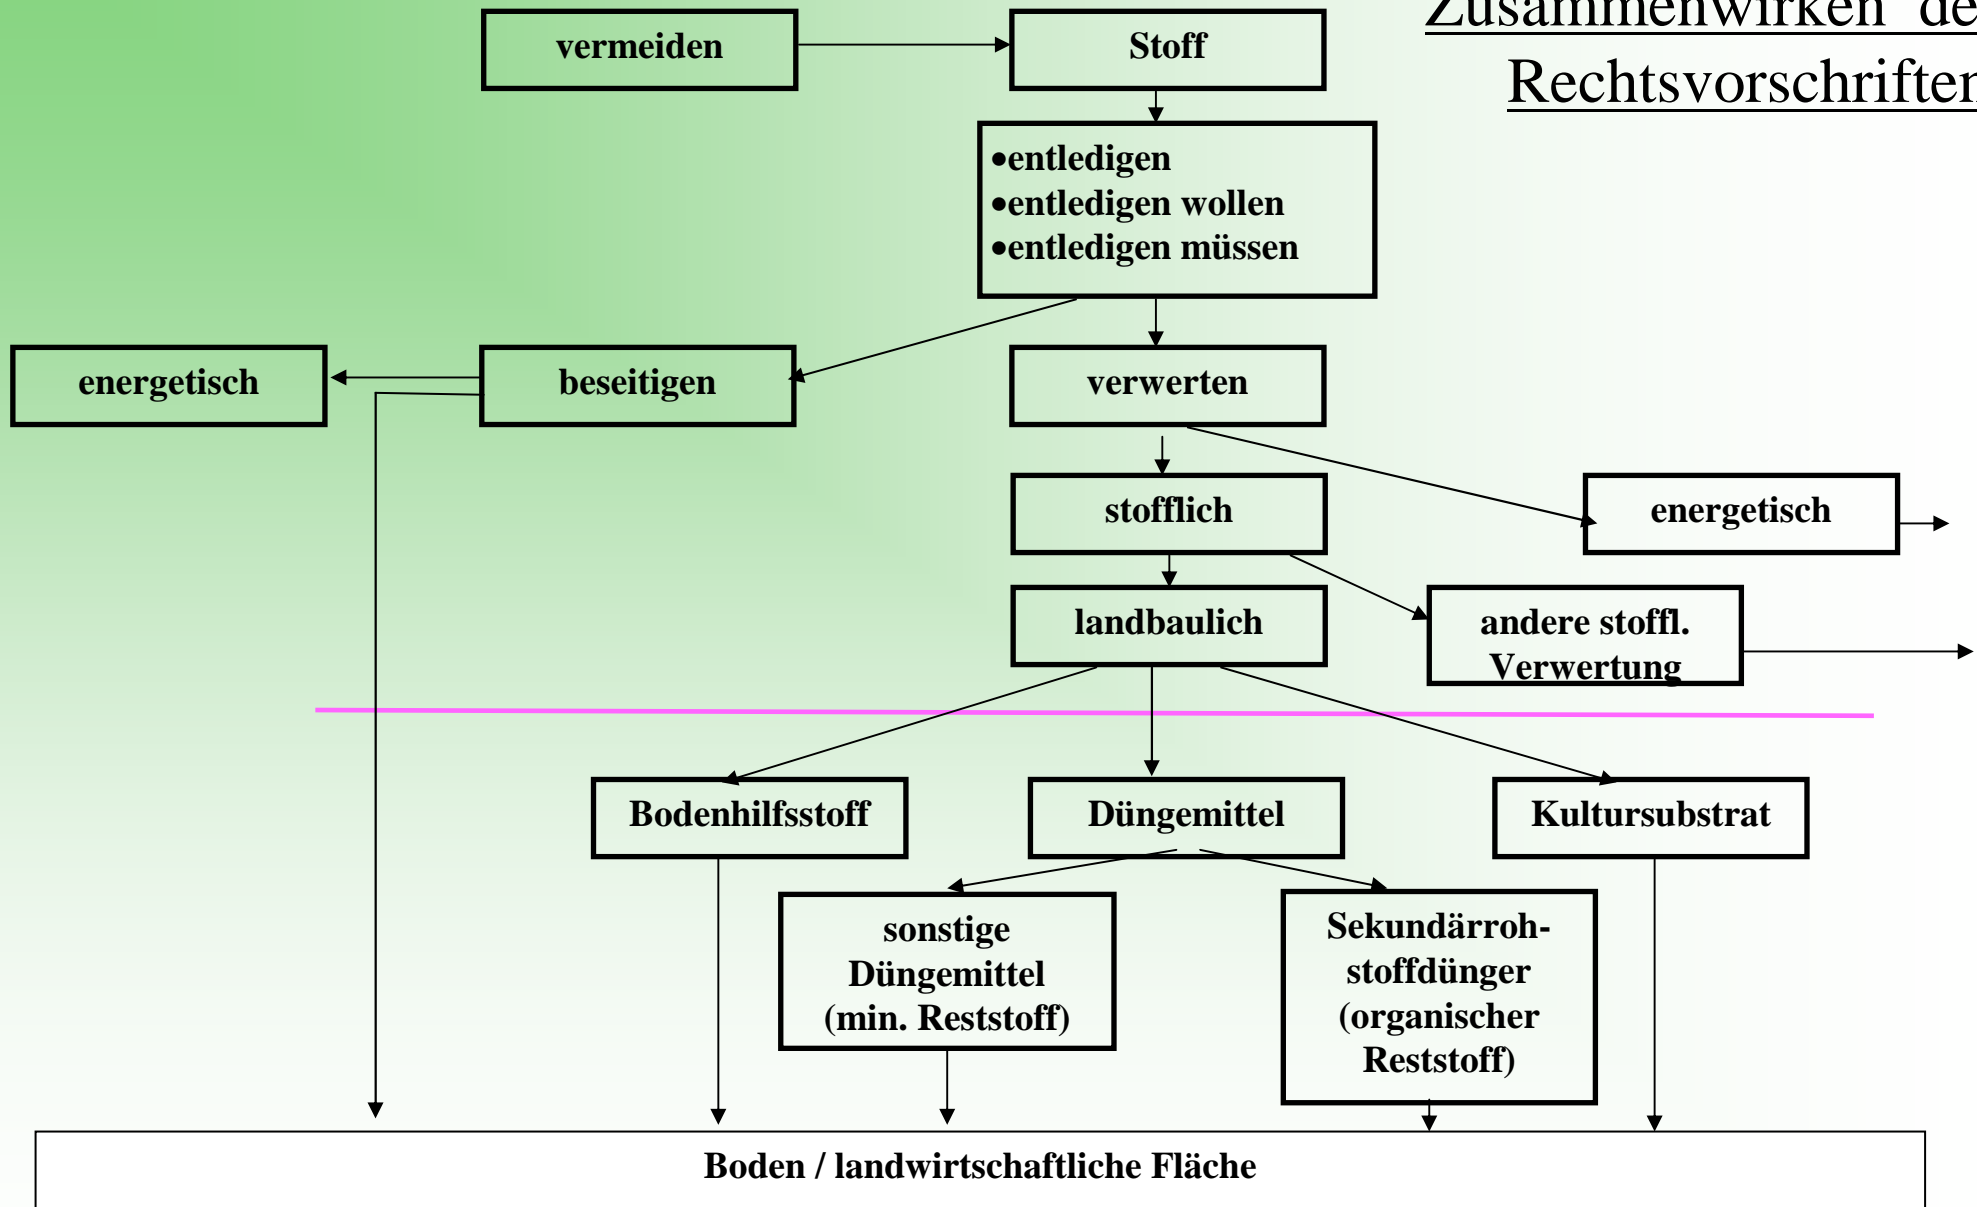 Zusammenwirken de
Rechtsvorschriften
vermeiden
Stoff
•entledigen
•entledigen wollen
•entledigen müssen
energetisch
beseitigen
verwerten
stofflich
energetisch
landbaulich
andere stoffl.
Verwertung
Bodenhilfsstoff
Düngemittel
Kultursubstrat
sonstige
Düngemittel
(min. Reststoff)
Sekundärroh-
stoffdünger
(organischer
Reststoff)
Boden / landwirtschaftliche Fläche